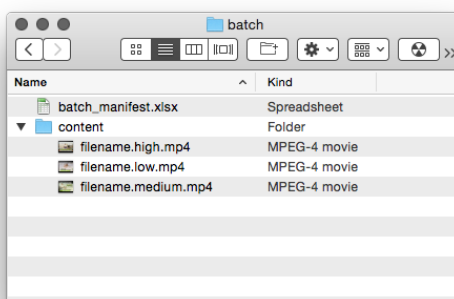 batch
Name Kind
batch_manifest.xlsx Spreadsheet
content Folder
filename.high.mp4 MPEG-4 movie
filename.low.mp4 MPEG-4 movie
filename.medium.mp4 MPEG-4 movie